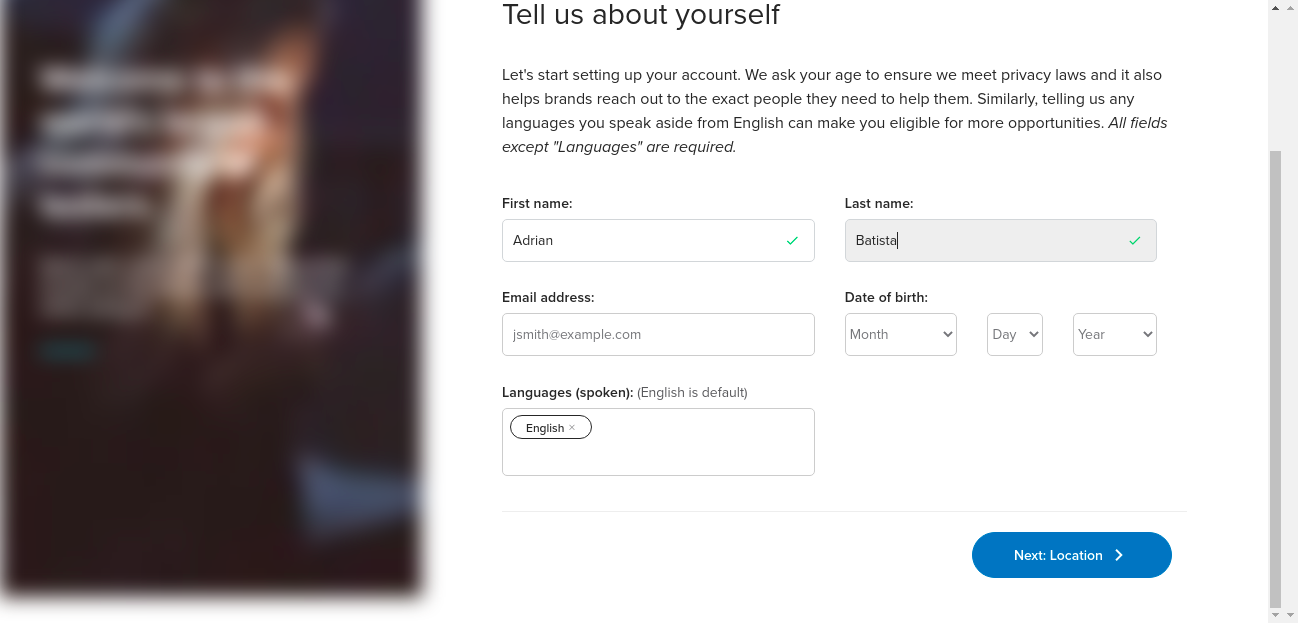 Tell us about yourself
Let's start setting up your account. We ask your age to ensure we meet privacy laws and it also
helps brands reach out to the exact people they need to help them. Similarly, telling us any
languages you speak aside from English can make you eligible for more opportunities. All fields
except "Languages" are required.
First name:
Last name:
Adrian
Batista
Email address:
Date of birth:
jsmith@example.com
Month
Day
Year
Languages (spoken): (English is default)
English ×
Next: Location